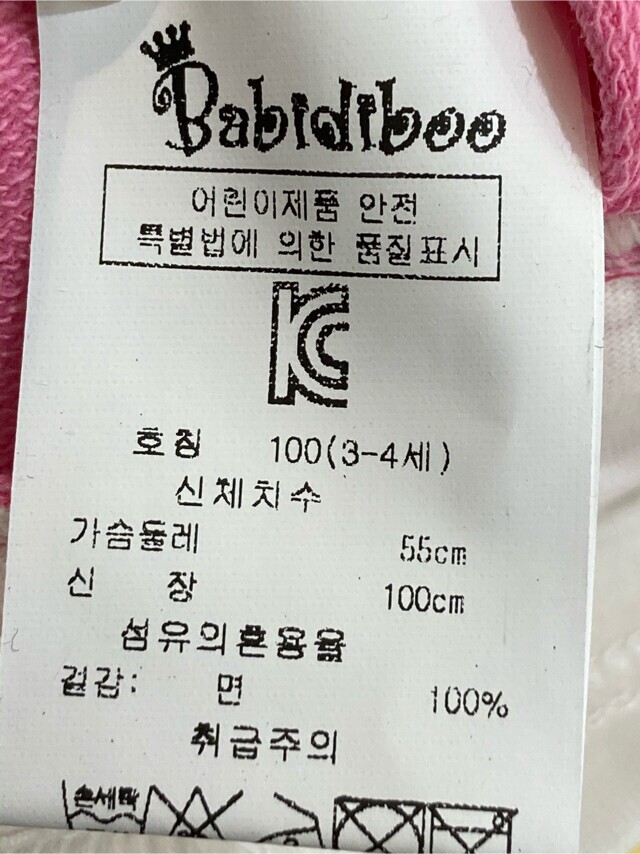 Babidiboo
어린이제품 안전
특별법에 의한 품질표시
KC
호칭 100(3-4세)
신체치수
가슴둘레 55cm
신 장 100cm
섬유의혼용율
겉감: 면 100%
취급주의
손세탁